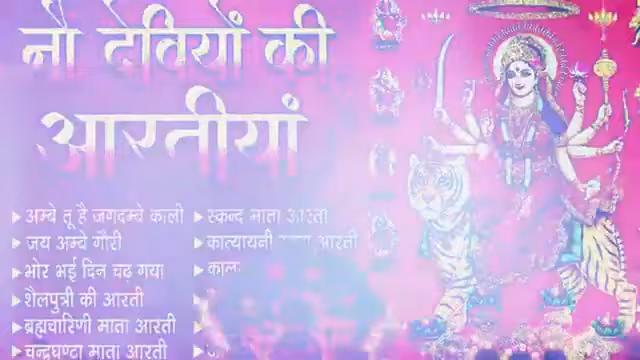 नौ देवियों की
आरतीयां
अम्बे तू है जगदम्बे काली
जय अम्बे गौरी
भोर भई दिन चढ़ गया
शैलपुत्री की आरती
ब्रह्मचारिणी माता आरती
चन्द्रघण्टा माता आरती
स्कन्द माता आरती
कात्यायनी आरती